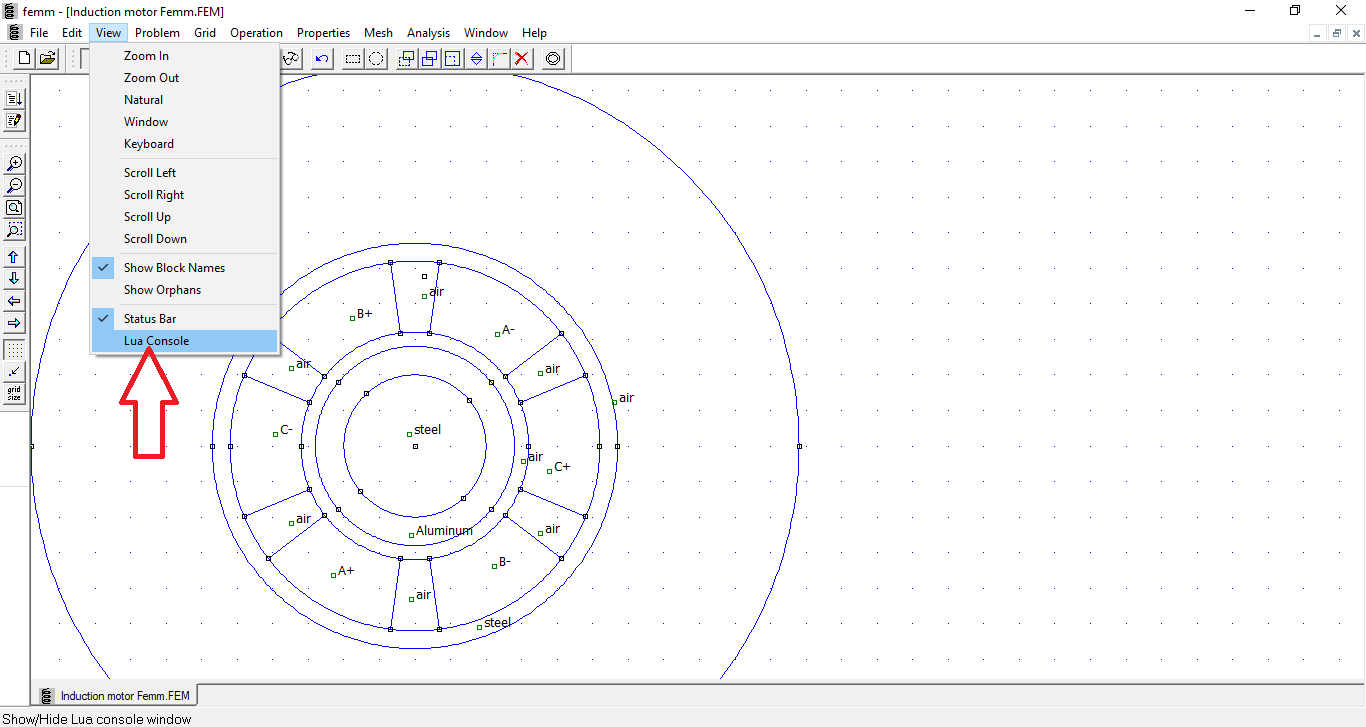 femm - [Induction motor Femm.FEM]
File Edit View Problem Grid Operation Properties Mesh Analysis Window Help
Zoom In
Zoom Out
Natural
Window
Keyboard
Scroll Left
Scroll Right
Scroll Up
Scroll Down
Show Block Names
Show Orphans
Status Bar
Lua Console
grid
size
air
B+
A-
air
air
air
C-
steel
air
C+
air
Aluminum
air
A+
B-
air
steel
Induction motor Femm.FEM
Show/Hide Lua console window